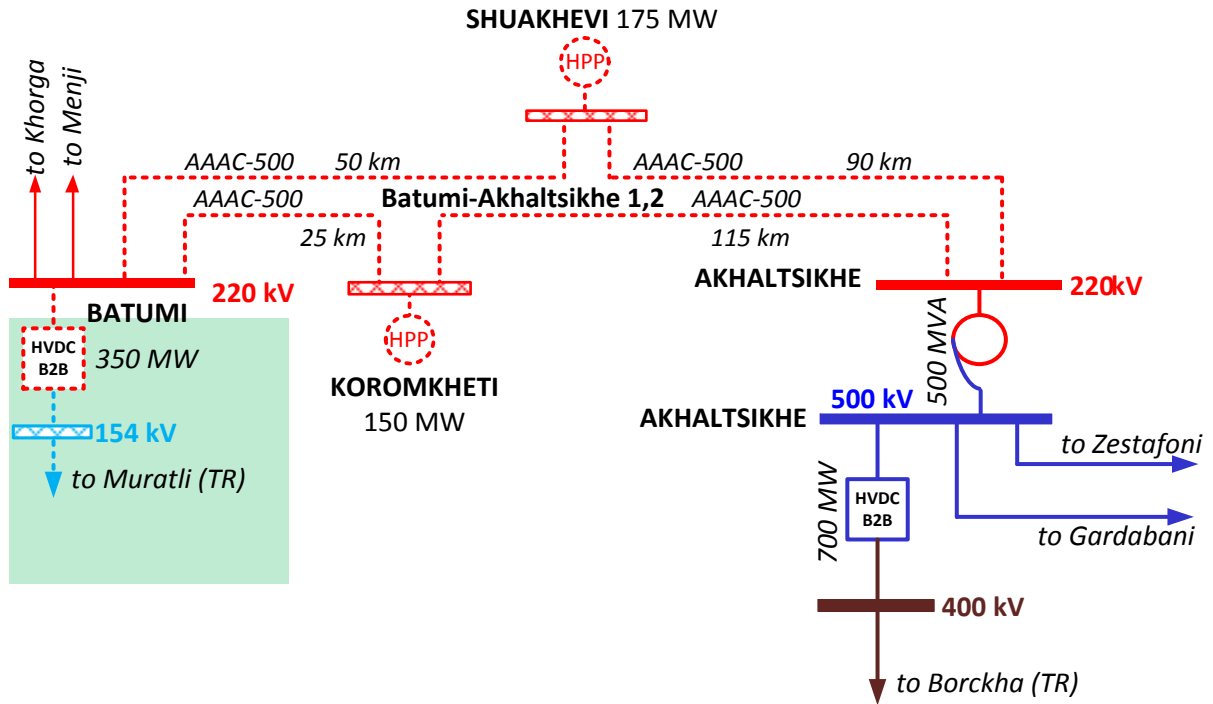 SHUAKHEVI 175 MW
HPP
to Khorga
to Menji
AAAC-500 50 km
AAAC-500 90 km
AAAC-500
Batumi-Akhaltsikhe 1,2
AAAC-500
25 km
115 km
220 kV
BATUMI
AKHALTSIKHE
220kV
HVDC
B2B
350 MW
HPP
KOROMKHETI
150 MW
500 MVA
154 kV
to Muratli (TR)
500 kV
AKHALTSIKHE
to Zestafoni
700 MW
HVDC
B2B
to Gardabani
400 kV
to Borckha (TR)